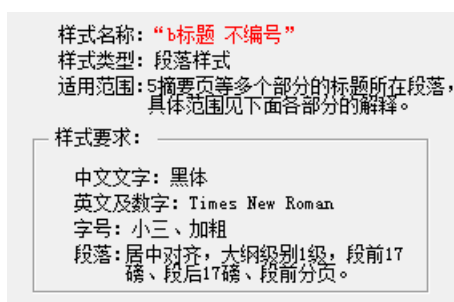 样式名称：“b标题 不编号”
样式类型：段落样式
适用范围：5摘要页等多个部分的标题所在段落，
具体范围见下面各部分的解释。
样式要求：
中文文字：黑体
英文及数字：Times New Roman
字号：小三、加粗
段落：居中对齐，大纲级别1级，段前17
磅、段后17磅、段前分页。